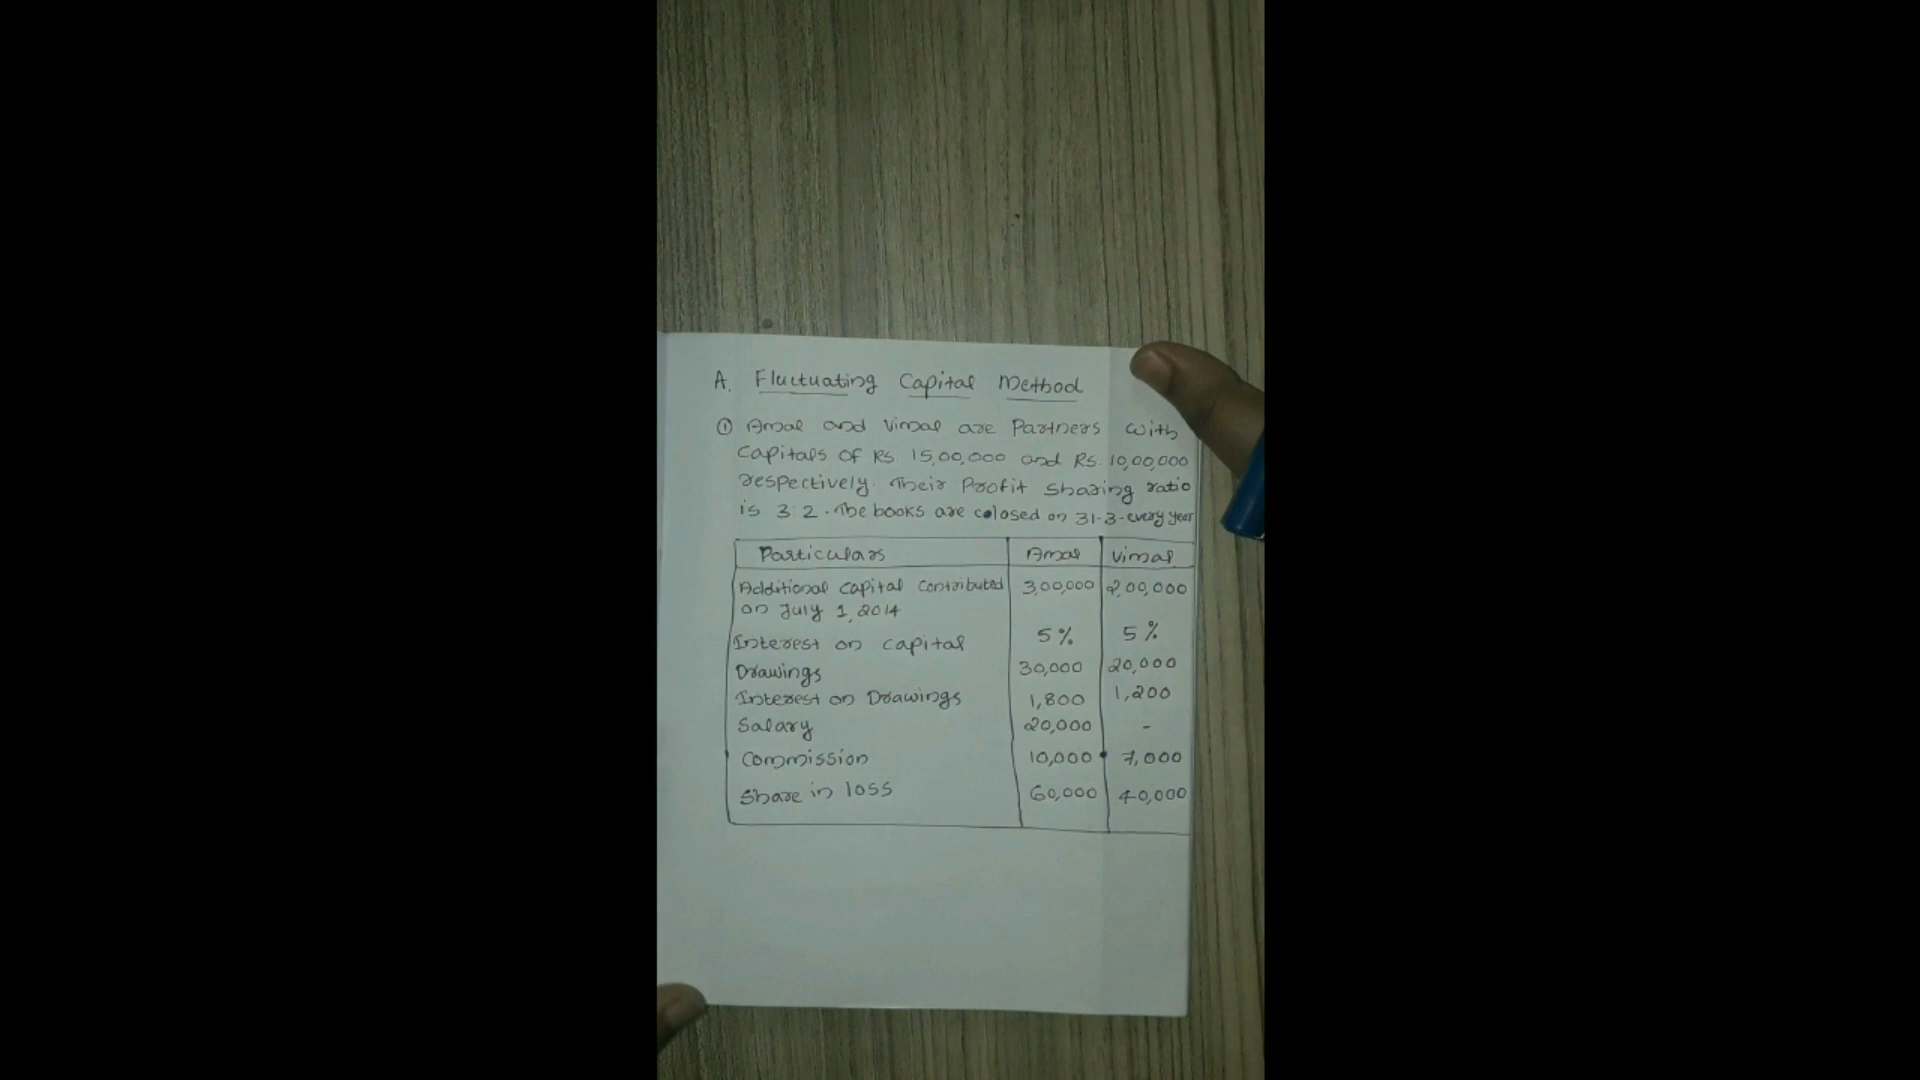 A. Fluctuating Capital Method
① Amal and Vimal are Partners with
Capitals of Rs. 15,00,000 and Rs. 10,00,000
respectively. Their Profit sharing ratio
is 3:2. The books are colosed on 31-3-every year
Particulars Amal Vimal
Additional capital contributed 3,00,000 2,00,000
on July 1, 2014
Interest on capital 5% 5%
Drawings 30,000 20,000
Interest on Drawings 1,800 1,200
Salary 20,000 -
Commission 10,000 7,000
Share in loss 60,000 40,000